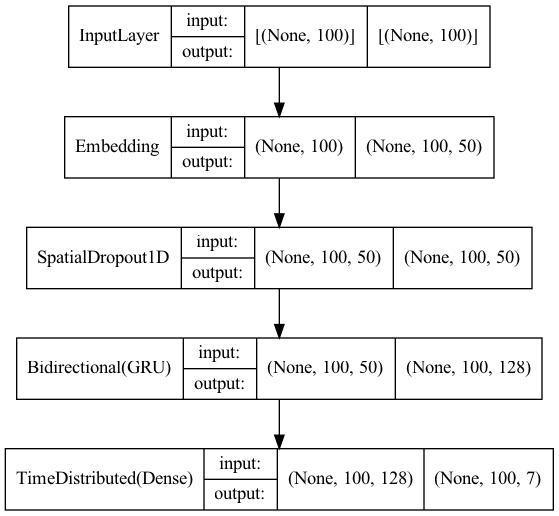 InputLayer
input:
output:
[(None, 100)]
[(None, 100)]
Embedding
input:
output:
(None, 100)
(None, 100, 50)
SpatialDropout1D
input:
output:
(None, 100, 50)
(None, 100, 50)
Bidirectional(GRU)
input:
output:
(None, 100, 50)
(None, 100, 128)
TimeDistributed(Dense)
input:
output:
(None, 100, 128)
(None, 100, 7)